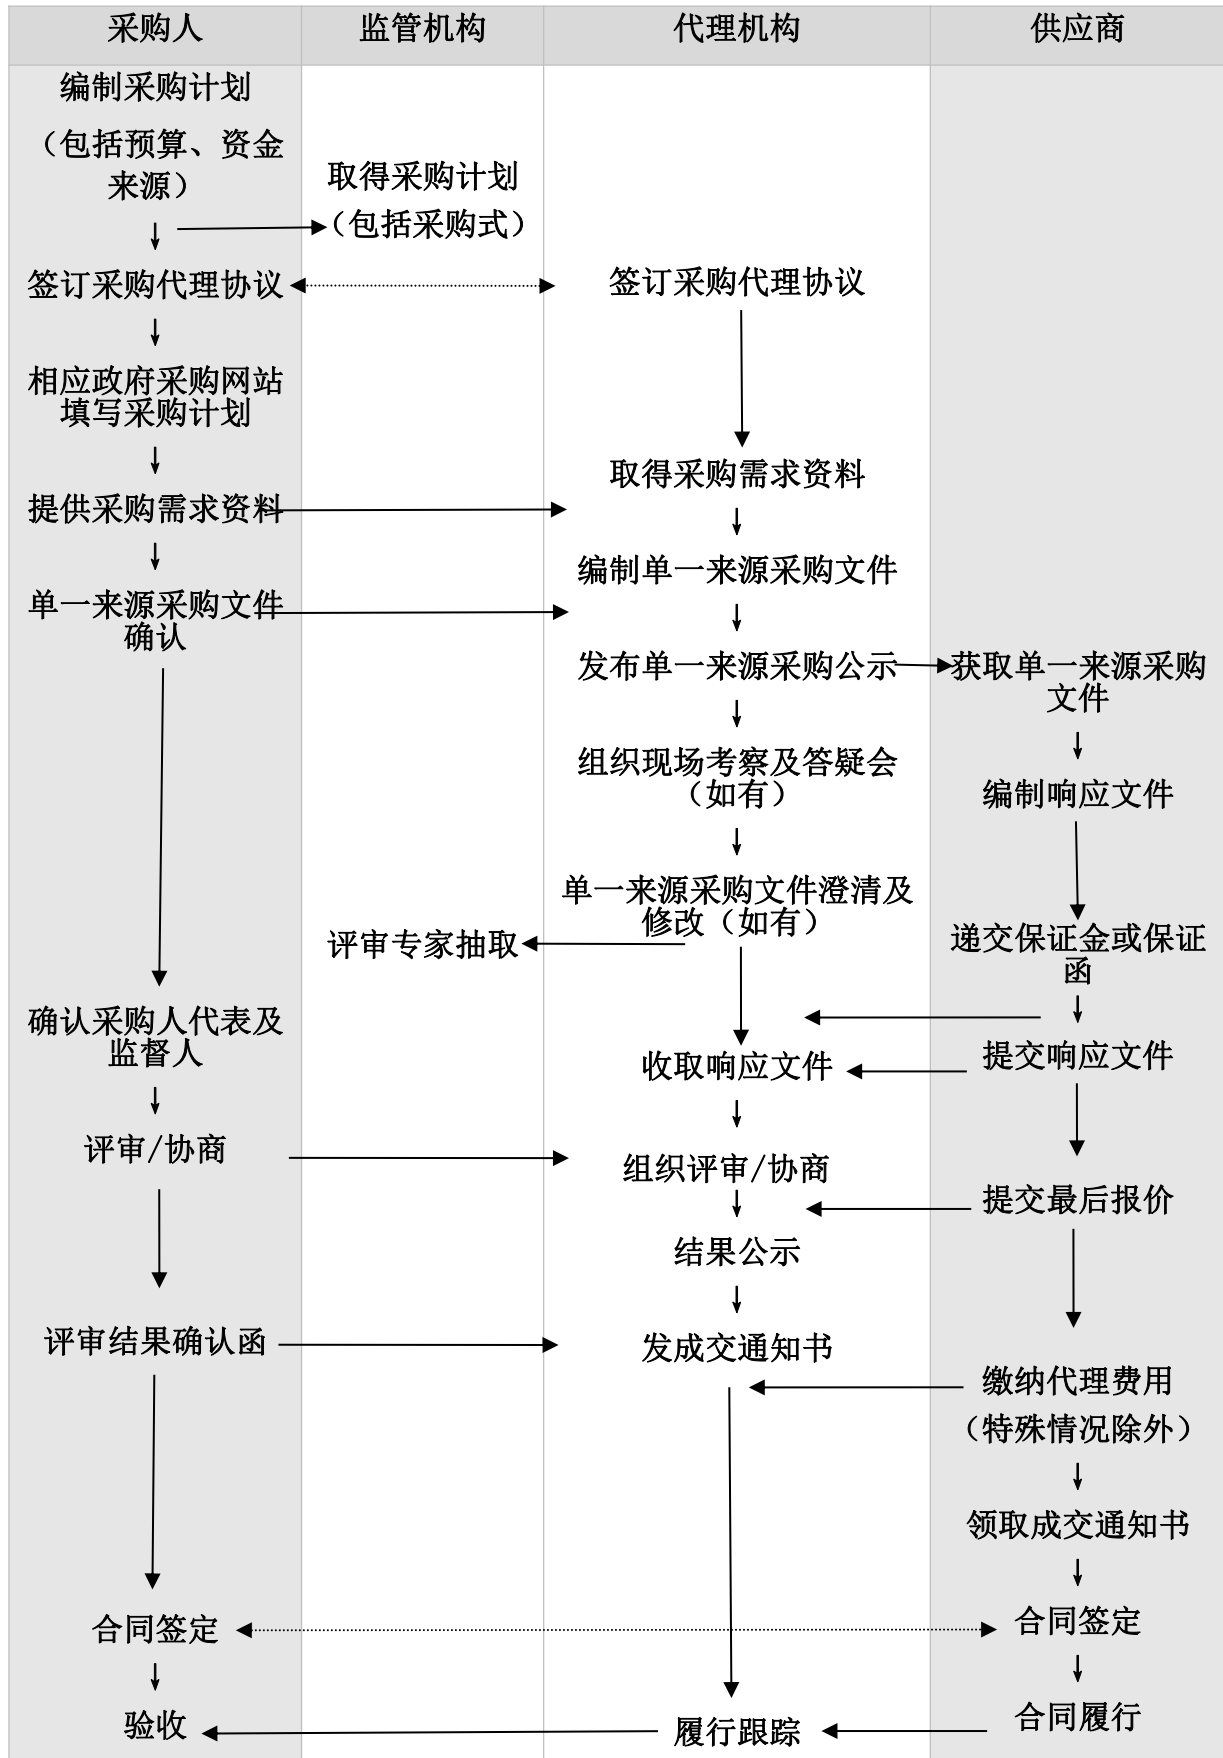 采购人
监管机构
代理机构
供应商
编制采购计划
（包括预算、资金
来源）
签订采购代理协议
相应政府采购网站
填写采购计划
提供采购需求资料
单一来源采购文件
确认
确认采购人代表及
监督人
评审/协商
评审结果确认函
合同签定
验收
取得采购计划
（包括采购式）
评审专家抽取
签订采购代理协议
取得采购需求资料
编制单一来源采购文件
发布单一来源采购公示
组织现场考察及答疑会
（如有）
单一来源采购文件澄清及
修改（如有）
收取响应文件
组织评审/协商
结果公示
发成交通知书
履行跟踪
获取单一来源采购
文件
编制响应文件
递交保证金或保证
函
提交响应文件
提交最后报价
缴纳代理费用
（特殊情况除外）
领取成交通知书
合同签定
合同履行